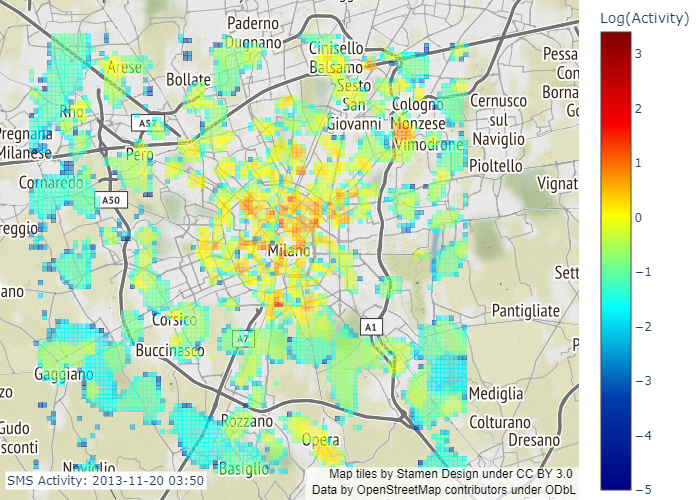 Log(Activity)
Paderno
Dugnano
Cinisello
Balsamo
Arese
Bollate
Sesto
San
Giovanni
Cologno
Monzese
Cernusco
sul
Naviglio
Pessa
Borna
Rho
A52
Pregnana
Milanese
Pero
Vimodrone
Pioltello
Cornaredo
A50
Vignat
reggio
Milano
Sett
ano
Pantigliate
Corsico
A7
A1
Buccinasco
P
Gaggiano
Mediglia
zo
Rozzano
Colturano
Gudo
sconti
Opera
Dresano
Naviglio
Basiglio
3
2
1
0
−1
−2
−3
−4
−5
SMS Activity: 2013-11-20 03:50
Map tiles by Stamen Design under CC BY 3.0
Data by OpenStreetMap contributors under ODbL